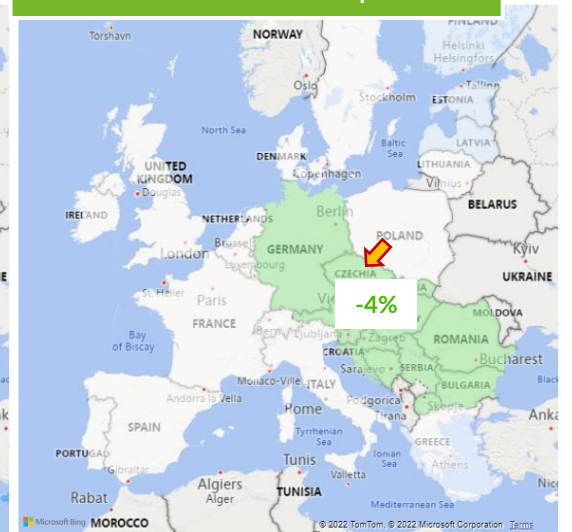 Torshavn
NORWAY
FINLAND
Helsinki
Helsingfors
Oslo
Stockholm
Tallinn
ESTONIA
North Sea
Baltic
Sea
LATVIA
DENMARK
Copenhagen
LITHUANIA
Vilnius
UNITED
KINGDOM
Douglas
BELARUS
IRELAND
NETHERLANDS
Berlin
POLAND
London
Brussel
GERMANY
Kyiv
Luxembourg
CZECHIA
UKRAINE
St. Helier
Paris
-4%
MOLDOVA
FRANCE
Bern
Ljubljana
Zagreb
ROMANIA
Bay
of Biscay
CROATIA
Bucharest
Sarajevo
SERBIA
Monaco-Ville
ITALY
BULGARIA
Andorra la Vella
Podgorica
Skopje
Rome
Tirana
SPAIN
Tyrrhenian
Sea
GREECE
PORTUGAL
Ionian
Sea
Athens
Gibraltar
Tunis
Valletta
Algiers
Alger
Rabat
TUNISIA
Mediterranean Sea
Microsoft Bing
MOROCCO
© 2022 TomTom, © 2022 Microsoft Corporation Terms